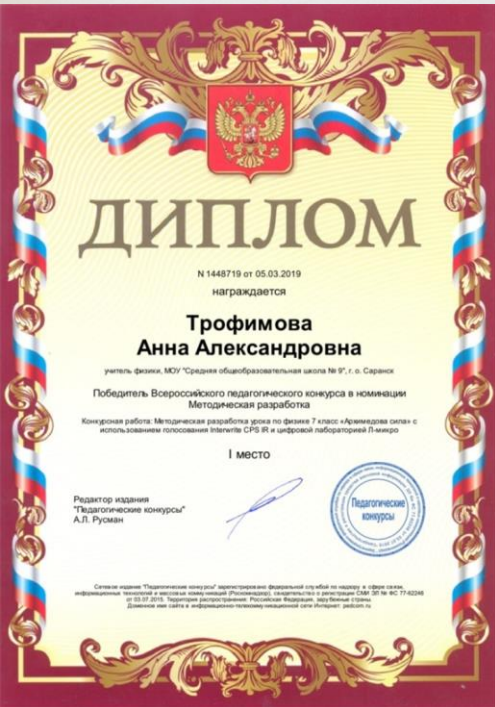 ДИПЛОМ
N 1448719 от 05.03.2019
награждается
Трофимова
Анна Александровна
учитель физики, МОУ "Средняя общеобразовательная школа № 9", г. о. Саранск
Победитель Всероссийского педагогического конкурса в номинации
Методическая разработка
Конкурсная работа: Методическая разработка урока по физике 7 класс «Архимедова сила» с
использованием голосования Interwrite CPS IR и цифровой лабораторией Л-микро
I место
Редактор издания
"Педагогические конкурсы"
А.Л. Русман
Педагогические
конкурсы
Сетевое издание "Педагогические конкурсы" зарегистрировано федеральной службой по надзору в сфере связи,
информационных технологий и массовых коммуникаций (Роскомнадзор), свидетельство о регистрации СМИ ЭЛ № ФС 77-62246
от 03.07.2015. Территория распространения: Российская Федерация, зарубежные страны.
Доменное имя сайта в информационно-телекоммуникационной сети Интернет: pedcom.ru